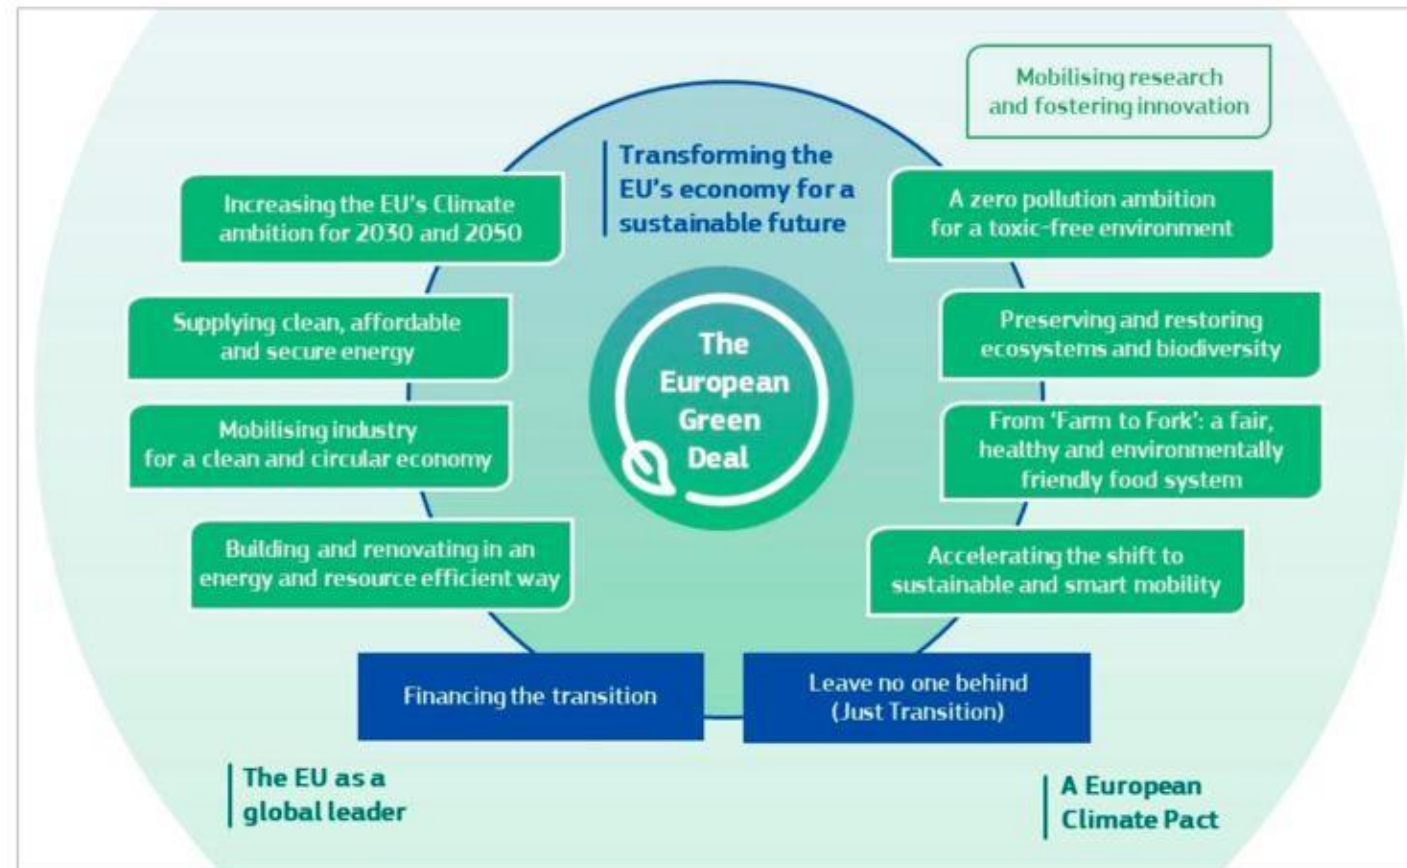 Mobilising research
and fostering innovation
Transforming the
EU's economy for a
sustainable future
Increasing the EU's Climate
ambition for 2030 and 2050
Supplying clean, affordable
and secure energy
Mobilising industry
for a clean and circular economy
Building and renovating in an
energy and resource efficient way
The
European
Green
Deal
A zero pollution ambition
for a toxic-free environment
Preserving and restoring
ecosystems and biodiversity
From 'Farm to Fork': a fair,
healthy and environmentally
friendly food system
Accelerating the shift to
sustainable and smart mobility
Financing the transition
Leave no one behind
(Just Transition)
The EU as a
global leader
A European
Climate Pact